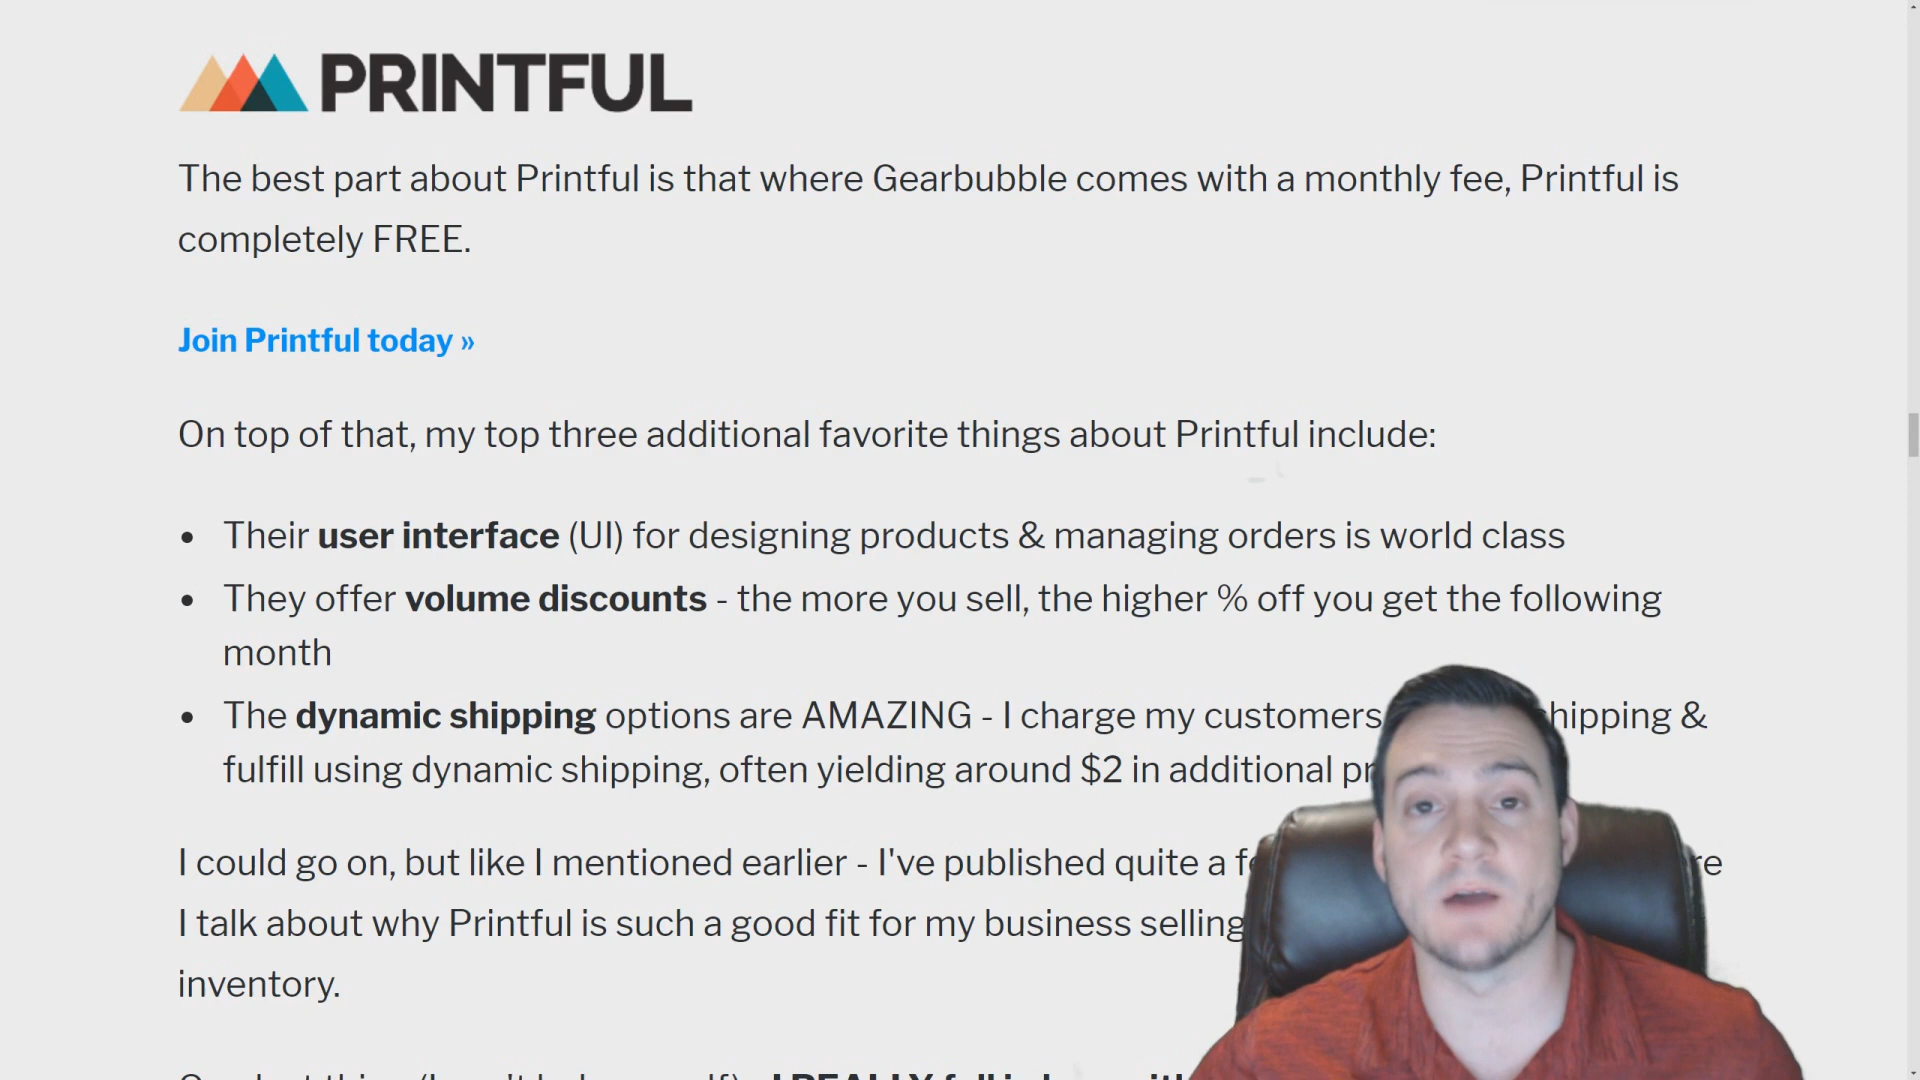 PRINTFUL
The best part about Printful is that where Gearbubble comes with a monthly fee, Printful is
completely FREE.
Join Printful today »
On top of that, my top three additional favorite things about Printful include:
• Their user interface (UI) for designing products & managing orders is world class
• They offer volume discounts - the more you sell, the higher % off you get the following
month
• The dynamic shipping options are AMAZING - I charge my customers hipping &
fulfill using dynamic shipping, often yielding around $2 in additional
I could go on, but like I mentioned earlier - I've published quite a re
I talk about why Printful is such a good fit for my business selling
inventory.